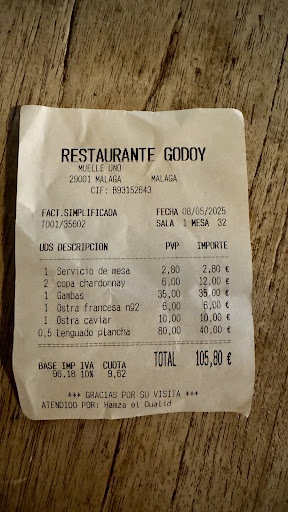 RESTAURANTE GODOY
MUELLE UNO
29001 MALAGA MALAGA
CIF: B93152643
FACT.SIMPLIFICADA FECHA 08/05/2025
T001/35602 SALA 1 MESA 32
UDS DESCRIPCION PVP IMPORTE
1 Servicio de mesa 2,80 2,80 €
2 copa chardonnay 6,00 12,00 €
1 Gambas 35,00 35,00 €
1 Ostra francesa nº2 6,00 6,00 €
1 Ostra caviar 10,00 10,00 €
0,5 Lenguado plancha 80,00 40,00 €
BASE IMP IVA CUOTA TOTAL 105,80 €
96,18 10% 9,62
*** GRACIAS POR SU VISITA ***
ATENDIDO POR: Hamza el Oualid